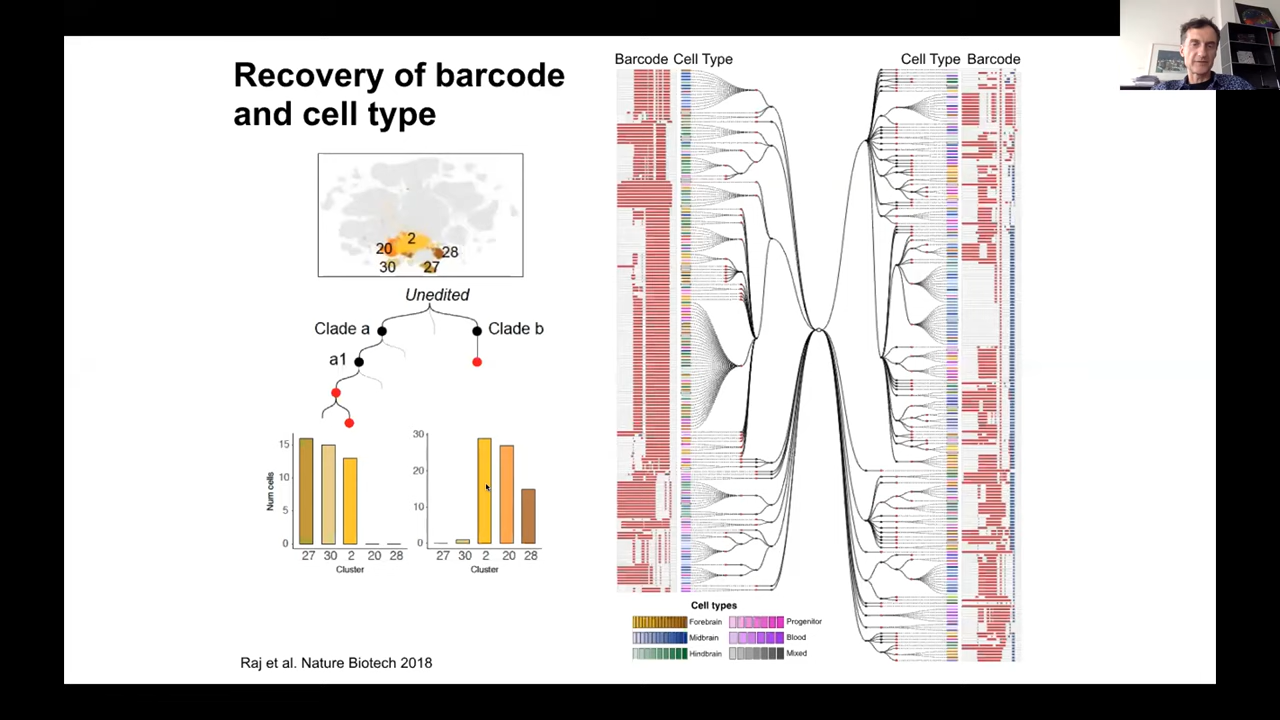 Recovery of barcode
and cell type
2
20
28
30
27
Unedited
Clade a
Clade b
a1
15
10
5
0
Num cells
27 30 2 20 28
Cluster
30
20
10
27 30 2 20 28
Cluster
Raj et al. Nature Biotech 2018
Barcode Cell Type
Cell Type Barcode
Cell types
Forebrain
Progenitor
Midbrain
Blood
Hindbrain
Mixed